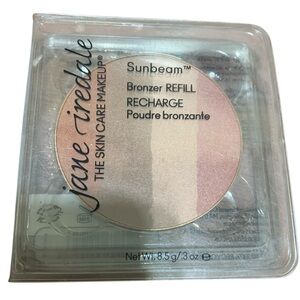 jane iredale
THE SKIN CARE MAKEUP®
Sunbeam™
Bronzer REFILL
RECHARGE
Poudre bronzante
Net Wt. 8.5 g/.3 oz e